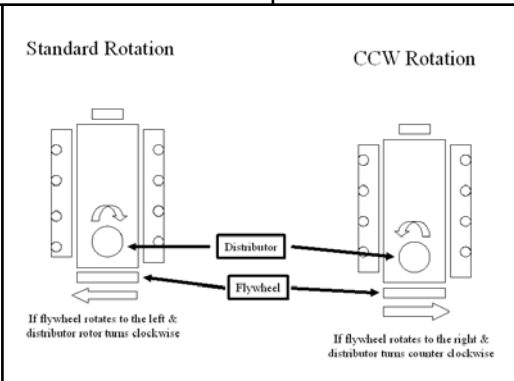 Standard Rotation
CCW Rotation
Distributor
Flywheel
If flywheel rotates to the left &
distributor rotor turns clockwise
If flywheel rotates to the right &
distributor turns counter clockwise